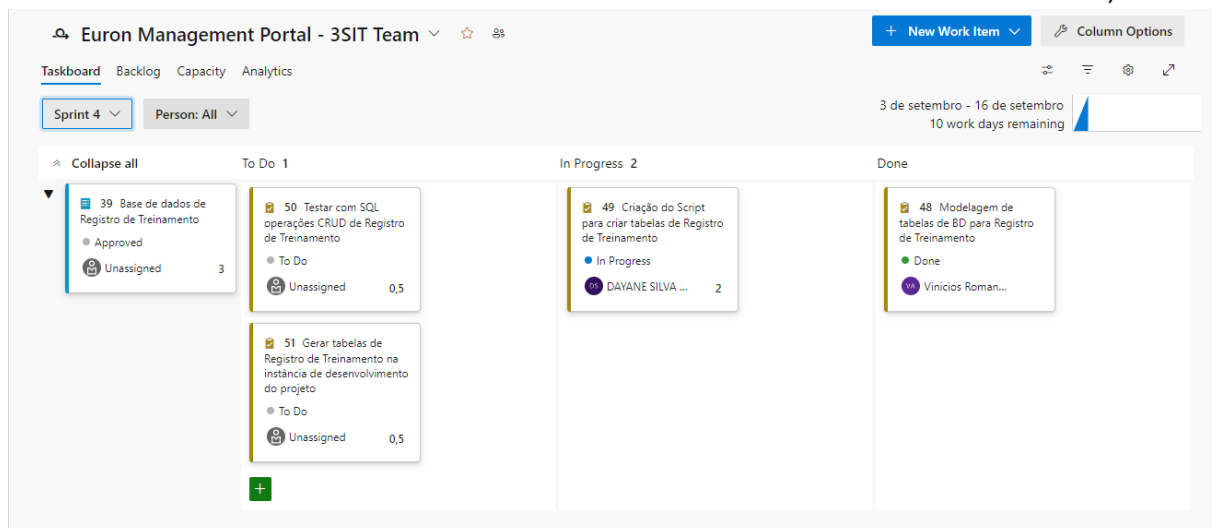 Euron Management Portal - 3SIT Team
+ New Work Item
Column Options
Taskboard Backlog Capacity Analytics
Sprint 4
Person: All
3 de setembro - 16 de setembro
10 work days remaining
Collapse all
To Do 1
In Progress 2
Done
39 Base de dados de
Registro de Treinamento
Approved
Unassigned 3
50 Testar com SQL
operações CRUD de Registro
de Treinamento
To Do
Unassigned 0,5
51 Gerar tabelas de
Registro de Treinamento na
instância de desenvolvimento
do projeto
To Do
Unassigned 0,5
+
49 Criação do Script
para criar tabelas de Registro
de Treinamento
In Progress
DS DAYANE SILVA ... 2
48 Modelagem de
tabelas de BD para Registro
de Treinamento
Done
VA Vinicios Roman...